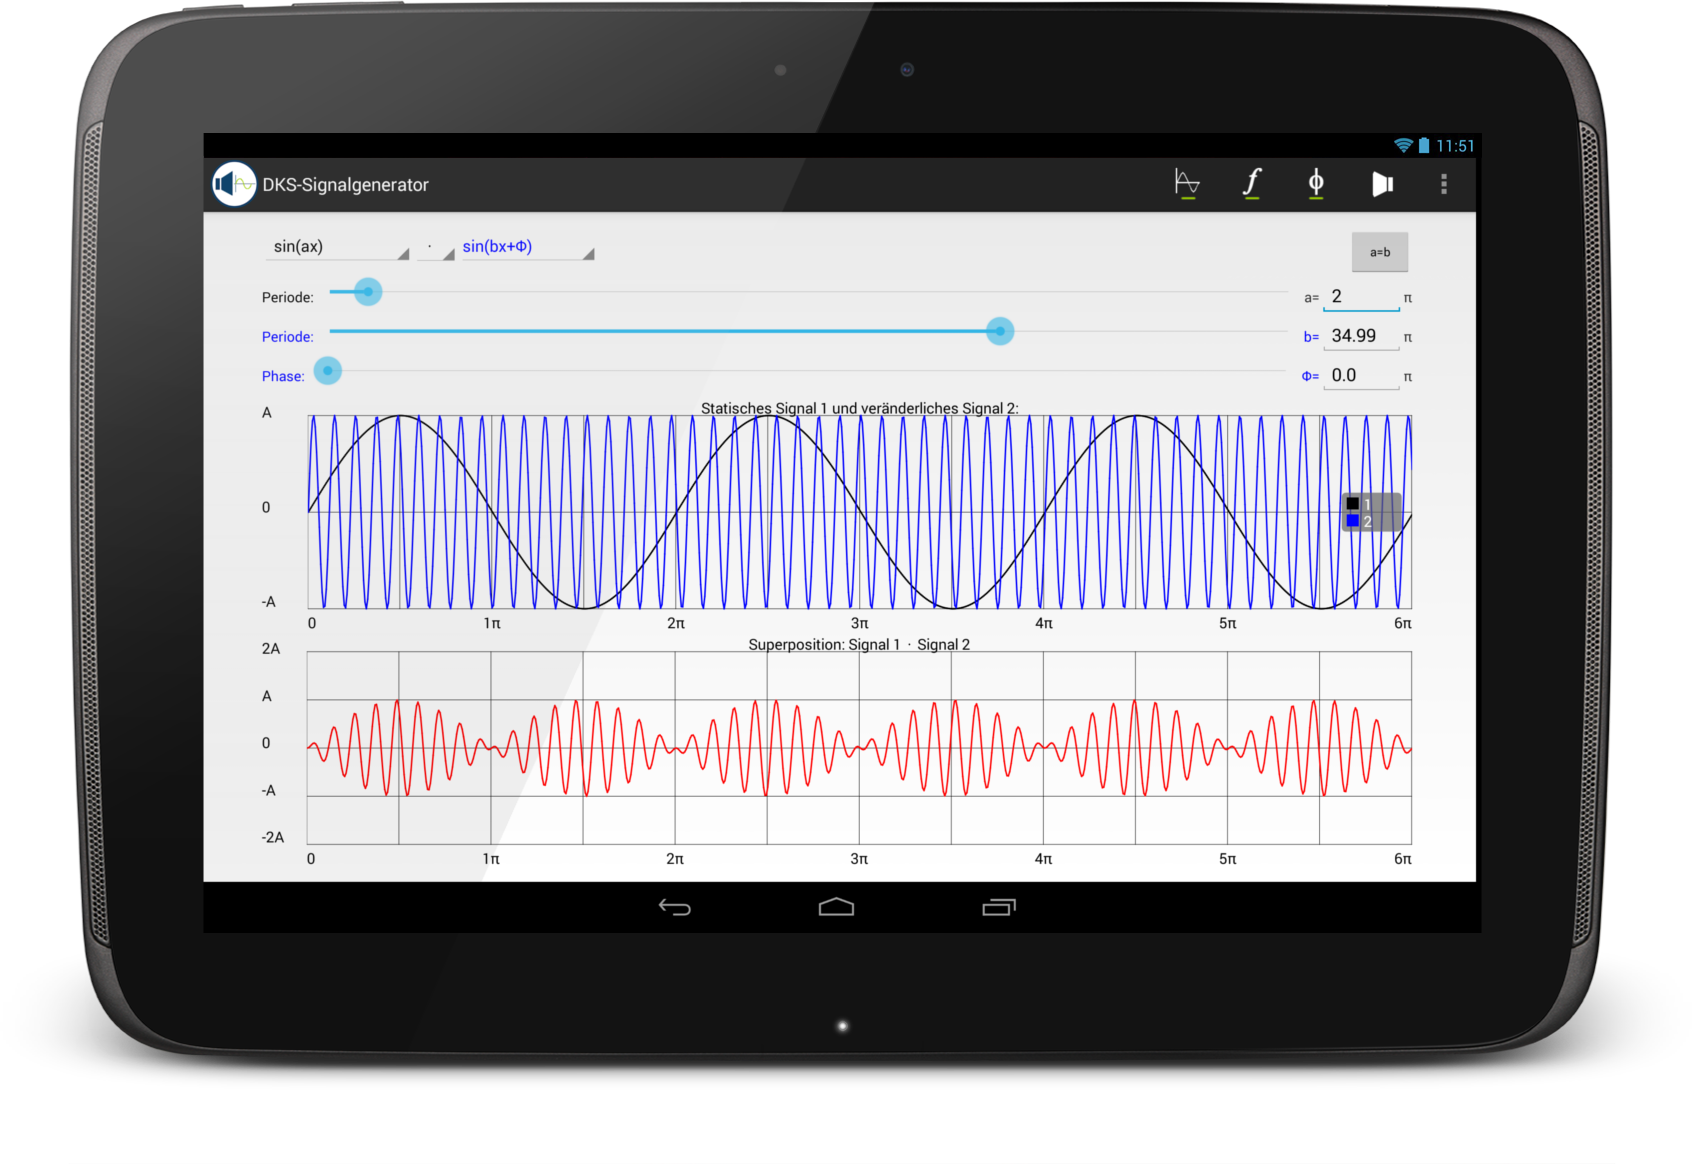 11:51
DKS-Signalgenerator
sin(ax) · sin(bx+Φ) a=b
Periode: a= 2 π
Periode: b= 34.99 π
Phase: Φ= 0.0 π
Statisches Signal 1 und veränderliches Signal 2:
A
0
-A
1
2
0 1π 2π 3π 4π 5π 6π
Superposition: Signal 1 · Signal 2
2A
A
0
-A
-2A
0 1π 2π 3π 4π 5π 6π